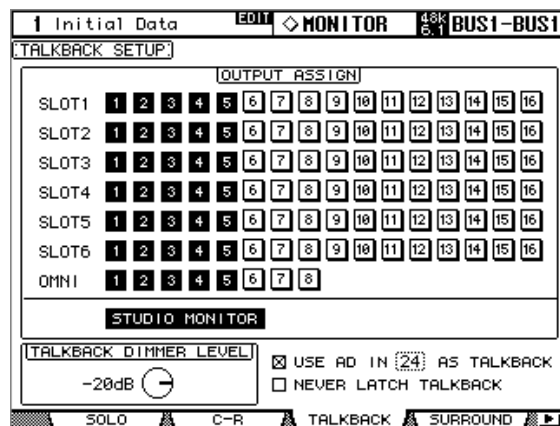 1 Initial Data EDIT ◇MONITOR 48K 6.1 BUS1-BUS1
TALKBACK SETUP
OUTPUT ASSIGN
SLOT1 1 2 3 4 5 6 7 8 9 10 11 12 13 14 15 16
SLOT2 1 2 3 4 5 6 7 8 9 10 11 12 13 14 15 16
SLOT3 1 2 3 4 5 6 7 8 9 10 11 12 13 14 15 16
SLOT4 1 2 3 4 5 6 7 8 9 10 11 12 13 14 15 16
SLOT5 1 2 3 4 5 6 7 8 9 10 11 12 13 14 15 16
SLOT6 1 2 3 4 5 6 7 8 9 10 11 12 13 14 15 16
OMNI 1 2 3 4 5 6 7 8
STUDIO MONITOR
TALKBACK DIMMER LEVEL
-20dB
USE AD IN 24 AS TALKBACK
NEVER LATCH TALKBACK
SOLO C-R TALKBACK SURROUND